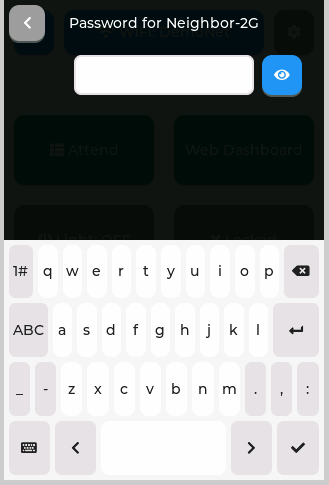 Password for Neighbor-2G
Attend
Web Dashboard
1# q w e r t y u i o p
ABC a s d f g h j k l
_ - z x c v b n m . , :